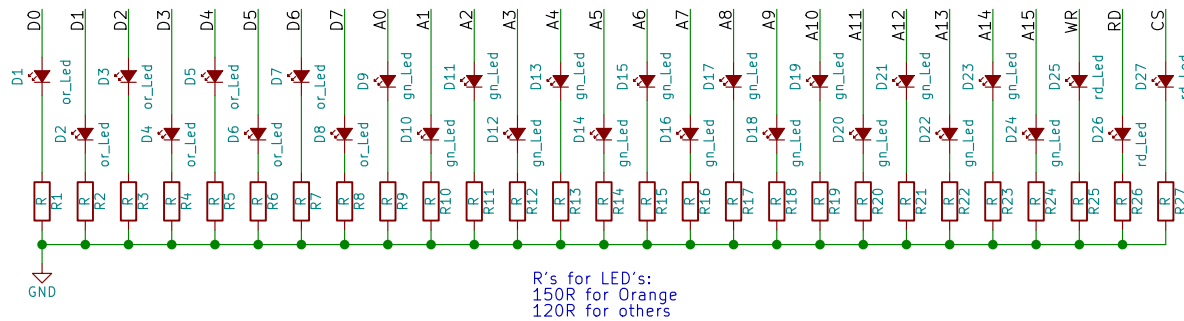 D0 D1 D2 D3 D4 D5 D6 D7 A0 A1 A2 A3 A4 A5 A6 A7 A8 A9 A10 A11 A12 A13 A14 A15 WR RD CS
D1 or_Led D3 or_Led D5 or_Led D7 or_Led D9 gn_Led D11 gn_Led D13 gn_Led D15 gn_Led D17 gn_Led D19 gn_Led D21 gn_Led D23 gn_Led D25 rd_Led D27 rd_Led
D2 or_Led D4 or_Led D6 or_Led D8 or_Led D10 gn_Led D12 gn_Led D14 gn_Led D16 gn_Led D18 gn_Led D20 gn_Led D22 gn_Led D24 gn_Led D26 rd_Led
R R1 R R2 R R3 R R4 R R5 R R6 R R7 R R8 R R9 R R10 R R11 R R12 R R13 R R14 R R15 R R16 R R17 R R18 R R19 R R20 R R21 R R22 R R23 R R24 R R25 R R26 R R27
GND
R's for LED's:
150R for Orange
120R for others